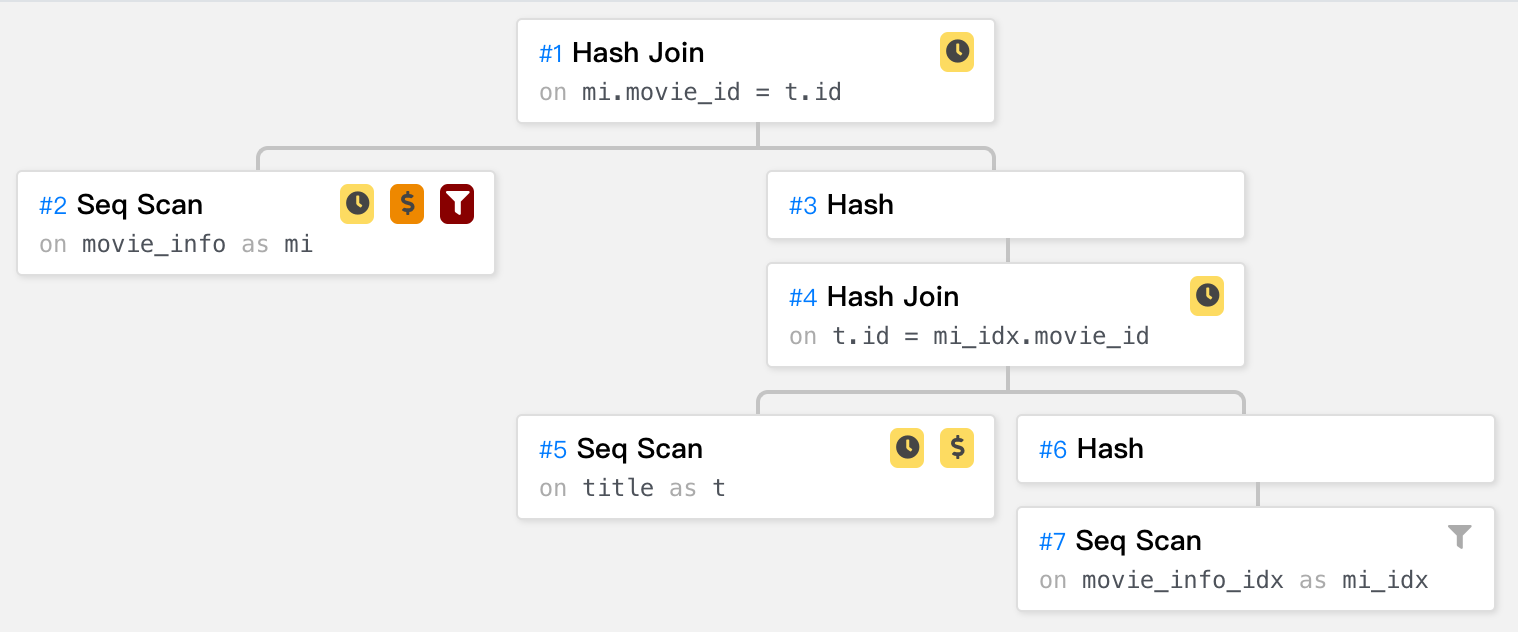 #1 Hash Join
on mi.movie_id = t.id
#2 Seq Scan $
on movie_info as mi
#3 Hash
#4 Hash Join
on t.id = mi_idx.movie_id
#5 Seq Scan $
on title as t
#6 Hash
#7 Seq Scan
on movie_info_idx as mi_idx